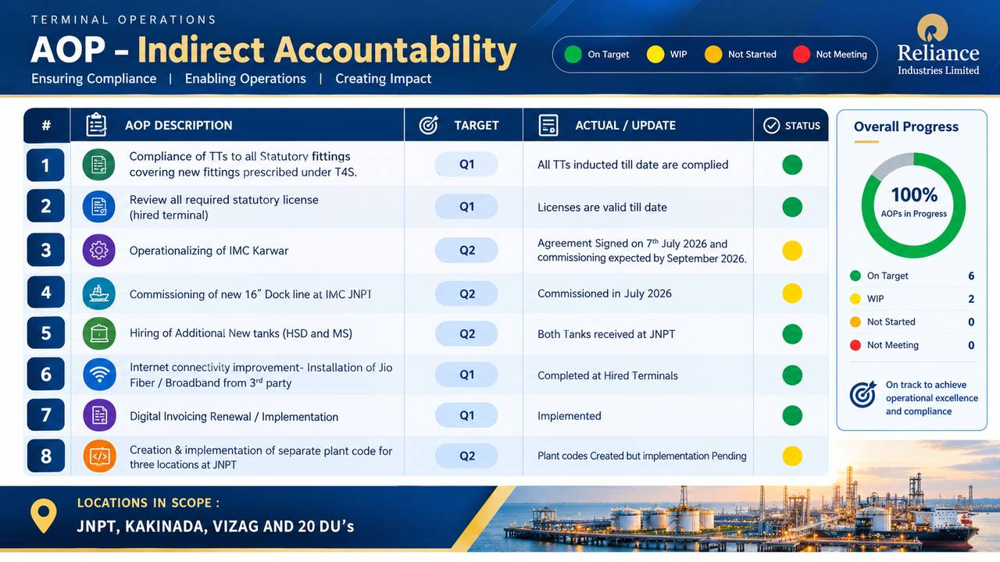 TERMINAL OPERATIONS
AOP – Indirect Accountability
Ensuring Compliance | Enabling Operations | Creating Impact
On Target
WIP
Not Started
Not Meeting
Reliance
Industries Limited
#
AOP DESCRIPTION
TARGET
ACTUAL / UPDATE
STATUS
1
Compliance of TTs to all Statutory fittings
covering new fittings prescribed under T4S.
Q1
All TTs inducted till date are complied
2
Review all required statutory license
(hired terminal)
Q1
Licenses are valid till date
3
Operationalizing of IMC Karwar
Q2
Agreement Signed on 7th July 2026 and
commissioning expected by September 2026.
4
Commissioning of new 16” Dock line at IMC JNPT
Q2
Commissioned in July 2026
5
Hiring of Additional New tanks (HSD and MS)
Q2
Both Tanks received at JNPT
6
Internet connectivity improvement- Installation of Jio
Fiber / Broadband from 3rd party
Q1
Completed at Hired Terminals
7
Digital Invoicing Renewal / Implementation
Q1
Implemented
8
Creation & implementation of separate plant code for
three locations at JNPT
Q2
Plant codes Created but implementation Pending
Overall Progress
100%
AOPs in Progress
On Target 6
WIP 2
Not Started 0
Not Meeting 0
On track to achieve
operational excellence
and compliance
LOCATIONS IN SCOPE :
JNPT, KAKINADA, VIZAG AND 20 DU’s